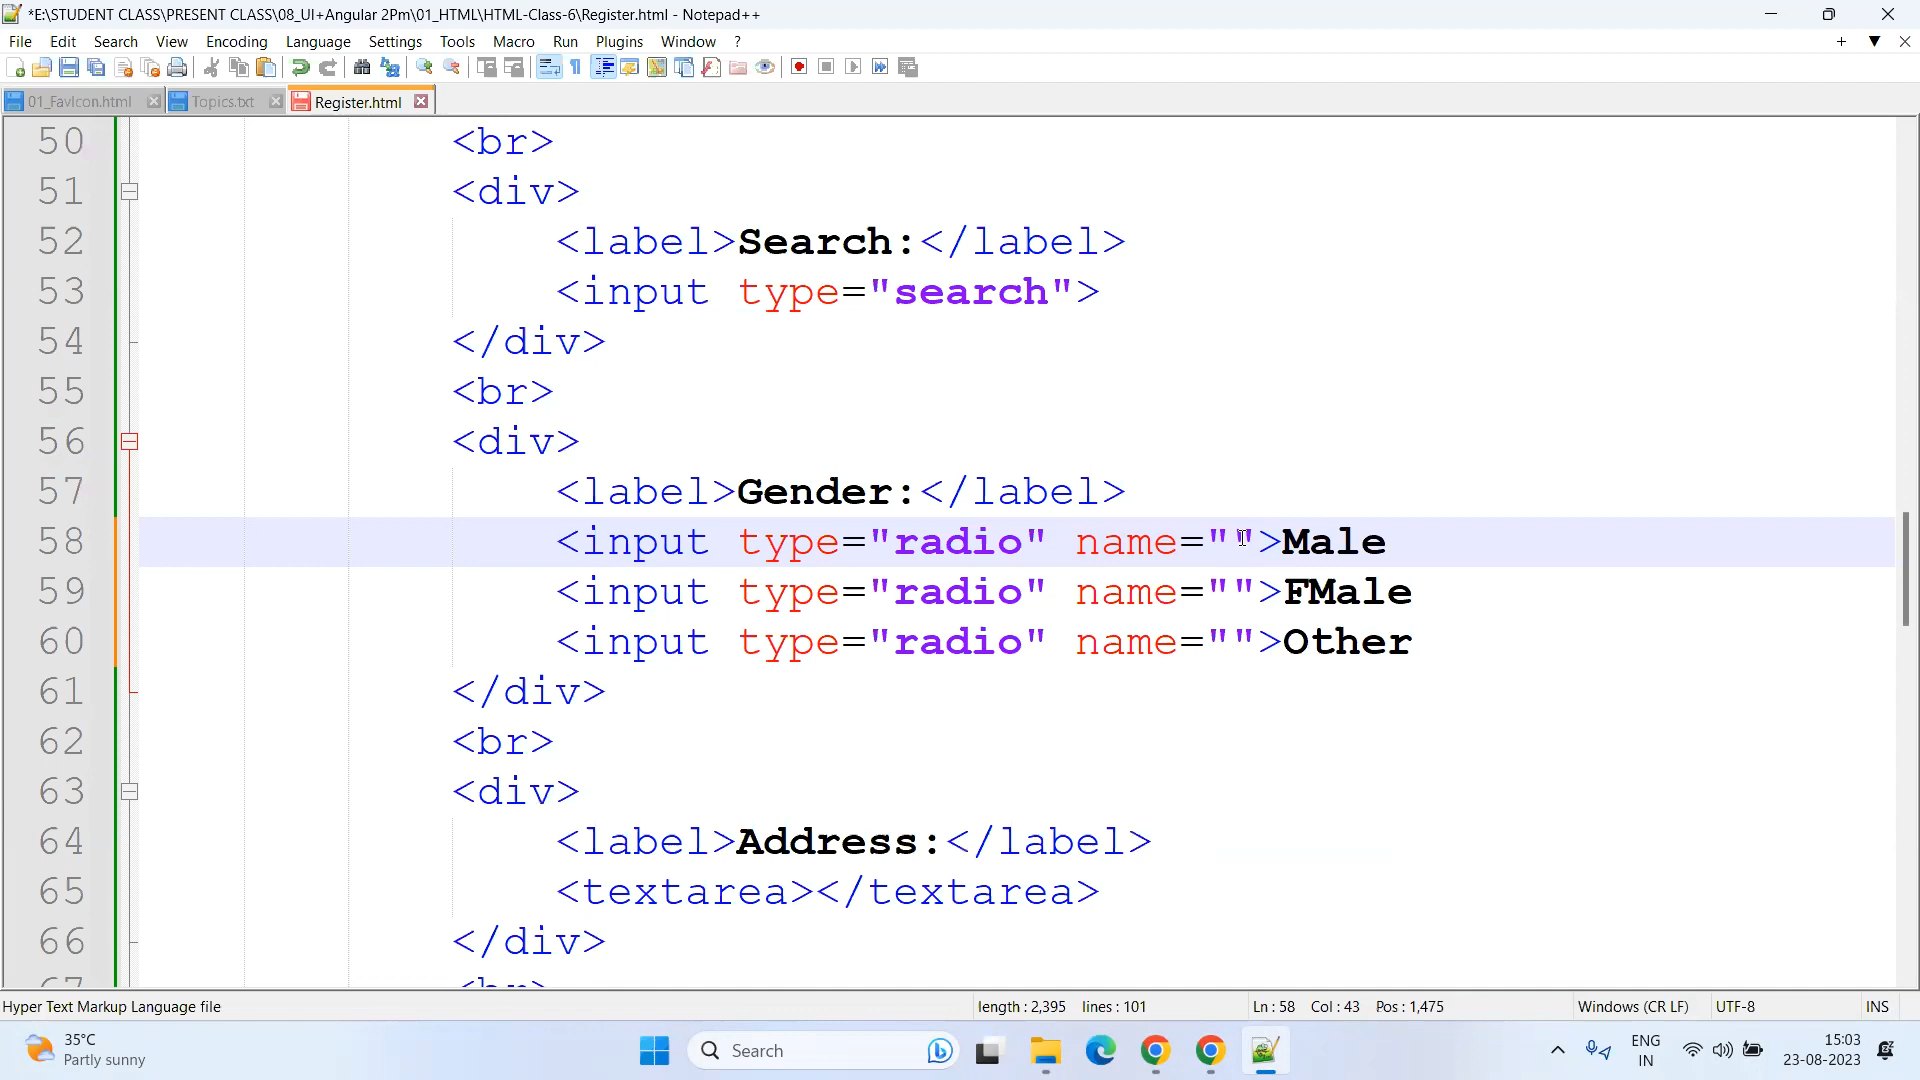 *E:\STUDENT CLASS\PRESENT CLASS\08_UI+Angular 2Pm\01_HTML\HTML-Class-6\Register.html - Notepad++
File Edit Search View Encoding Language Settings Tools Macro Run Plugins Window ?
01_FavIcon.html Topics.txt Register.html
50 <br>
51 <div>
52 <label>Search:</label>
53 <input type="search">
54 </div>
55 <br>
56 <div>
57 <label>Gender:</label>
58 <input type="radio" name="">Male
59 <input type="radio" name="">FMale
60 <input type="radio" name="">Other
61 </div>
62 <br>
63 <div>
64 <label>Address:</label>
65 <textarea></textarea>
66 </div>
67 <br>
Hyper Text Markup Language file length : 2,395 lines : 101 Ln : 58 Col : 43 Pos : 1,475 Windows (CR LF) UTF-8 INS
35°C
Partly sunny
Search
ENG
IN
15:03
23-08-2023